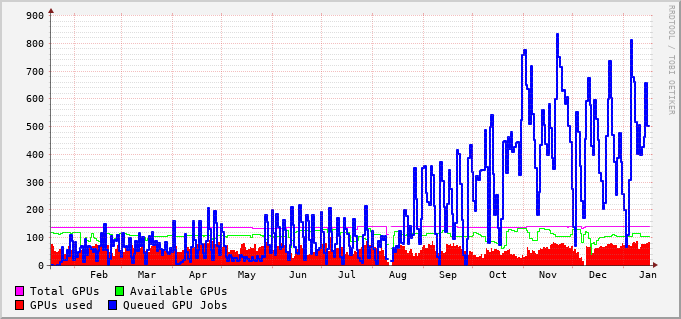 RRDTOOL / TOBI OETIKER
900
800
700
600
500
400
300
200
100
0
Feb Mar Apr May Jun Jul Aug Sep Oct Nov Dec Jan
Total GPUs Available GPUs
GPUs used Queued GPU Jobs